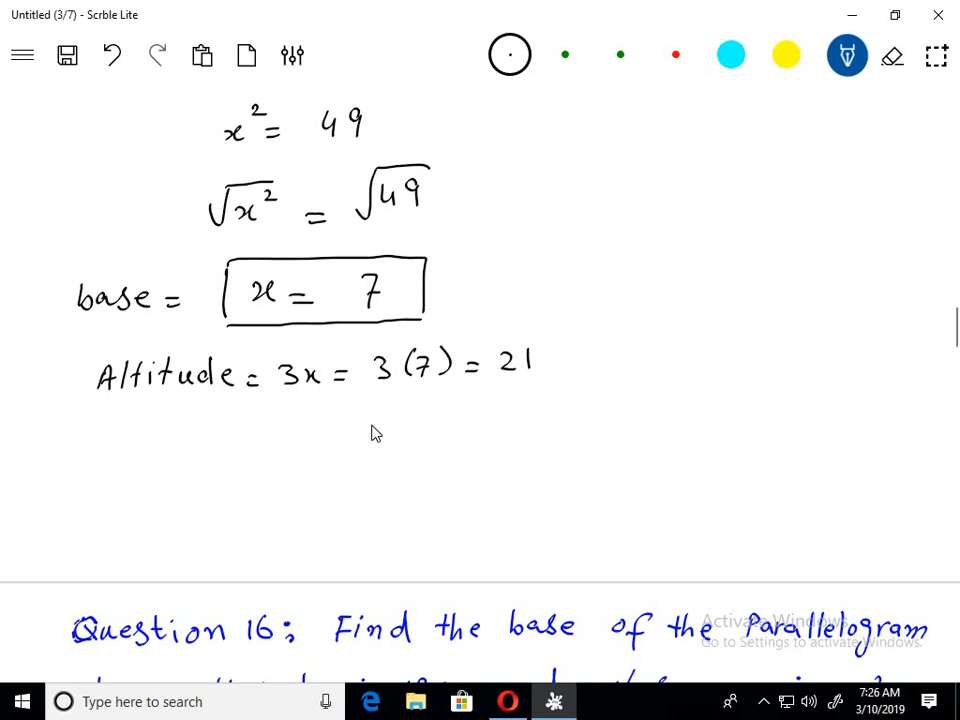 Untitled (3/7) - Scrble Lite
x² = 49
√x² = √49
base = x = 7
Altitude = 3x = 3(7) = 21
Question 16: Find the base of the Parallelogram
Activate Windows
Go to Settings to activate Windows.
Type here to search
7:26 AM
3/10/2019